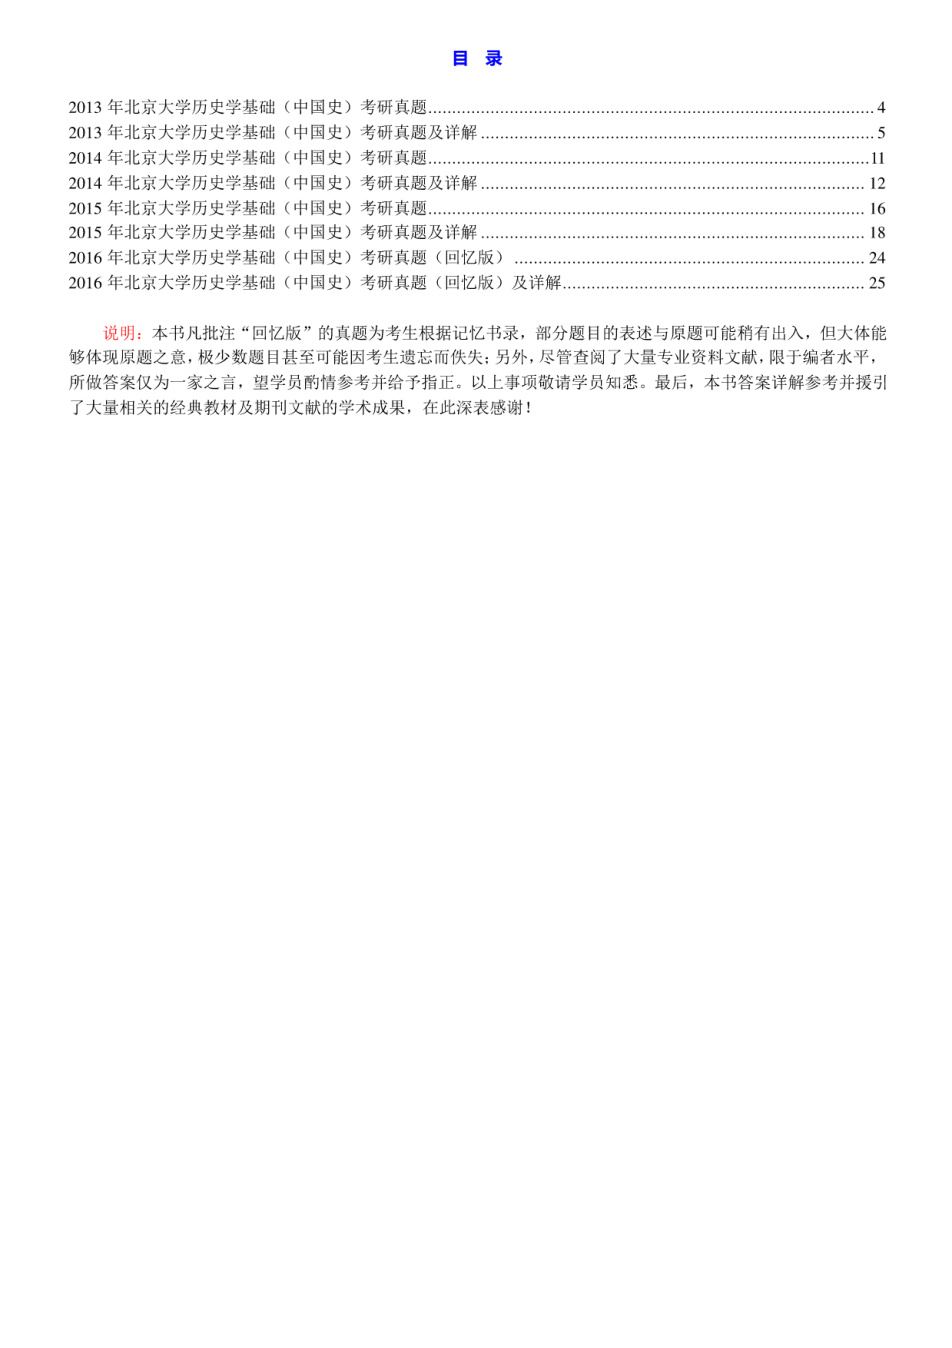 目 录
2013 年北京大学历史学基础（中国史）考研真题..............................................................................................4
2013 年北京大学历史学基础（中国史）考研真题及详解...................................................................................5
2014 年北京大学历史学基础（中国史）考研真题.............................................................................................11
2014 年北京大学历史学基础（中国史）考研真题及详解.................................................................................12
2015 年北京大学历史学基础（中国史）考研真题............................................................................................16
2015 年北京大学历史学基础（中国史）考研真题及详解.................................................................................18
2016 年北京大学历史学基础（中国史）考研真题（回忆版）..........................................................................24
2016 年北京大学历史学基础（中国史）考研真题（回忆版）及详解................................................................25
说明：本书凡批注“回忆版”的真题为考生根据记忆书录，部分题目的表述与原题可能稍有出入，但大体能
够体现原题之意，极少数题目甚至可能因考生遗忘而佚失；另外，尽管查阅了大量专业资料文献，限于编者水平，
所做答案仅为一家之言，望学员酌情参考并给予指正。以上事项敬请学员知悉。最后，本书答案详解参考并援引
了大量相关的经典教材及期刊文献的学术成果，在此深表感谢！